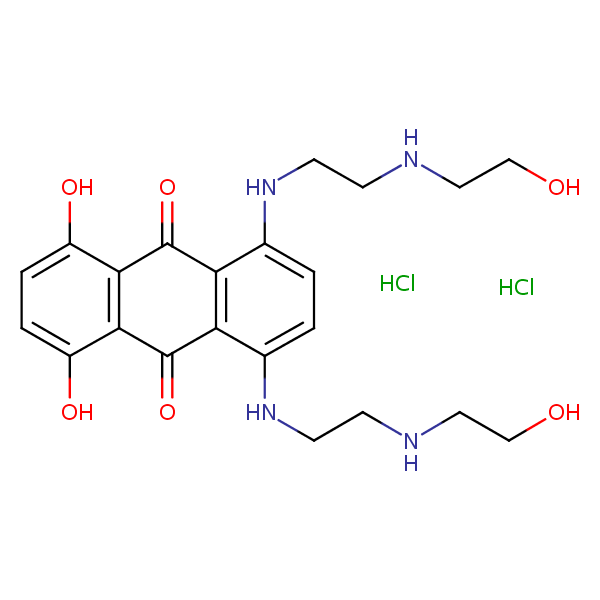 H
N
OH O HN OH
HCl HCl
OH O HN N OH
H